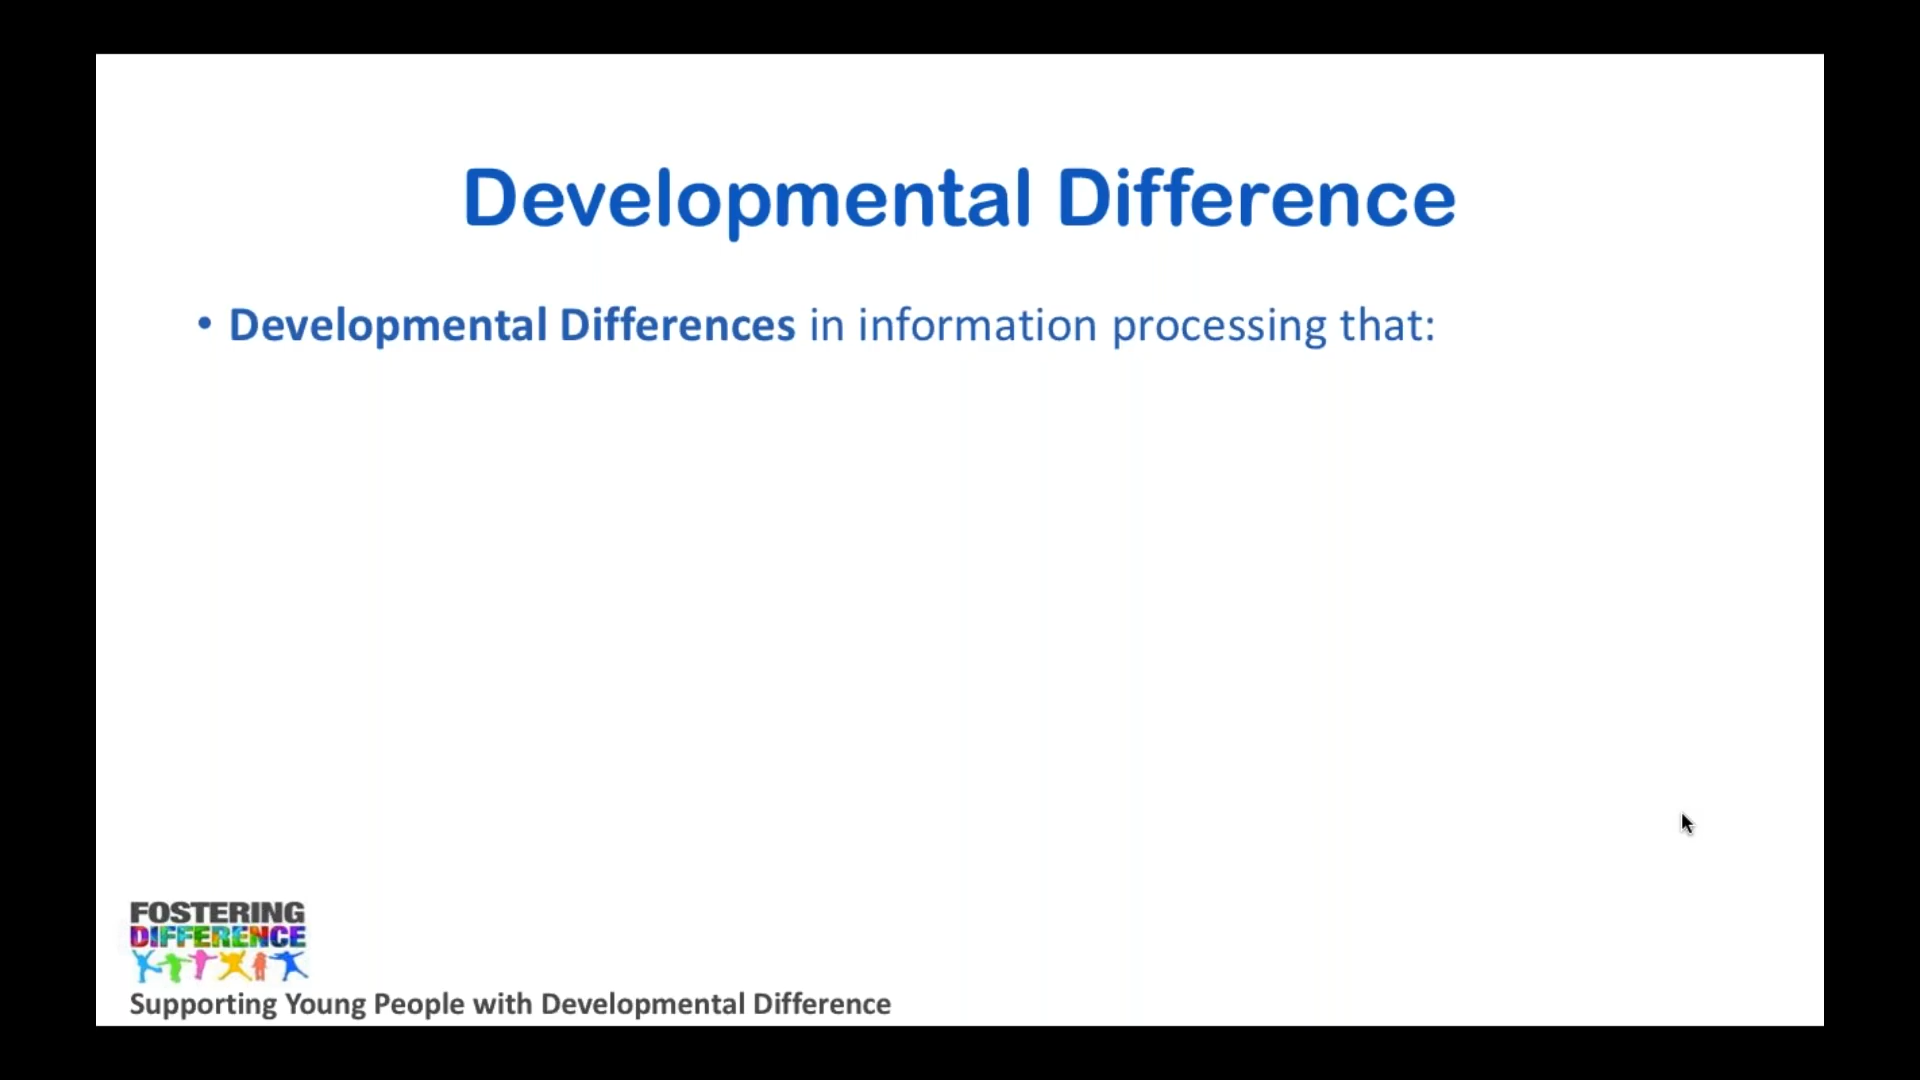 Developmental Difference
• Developmental Differences in information processing that:
FOSTERING
DIFFERENCE
Supporting Young People with Developmental Difference